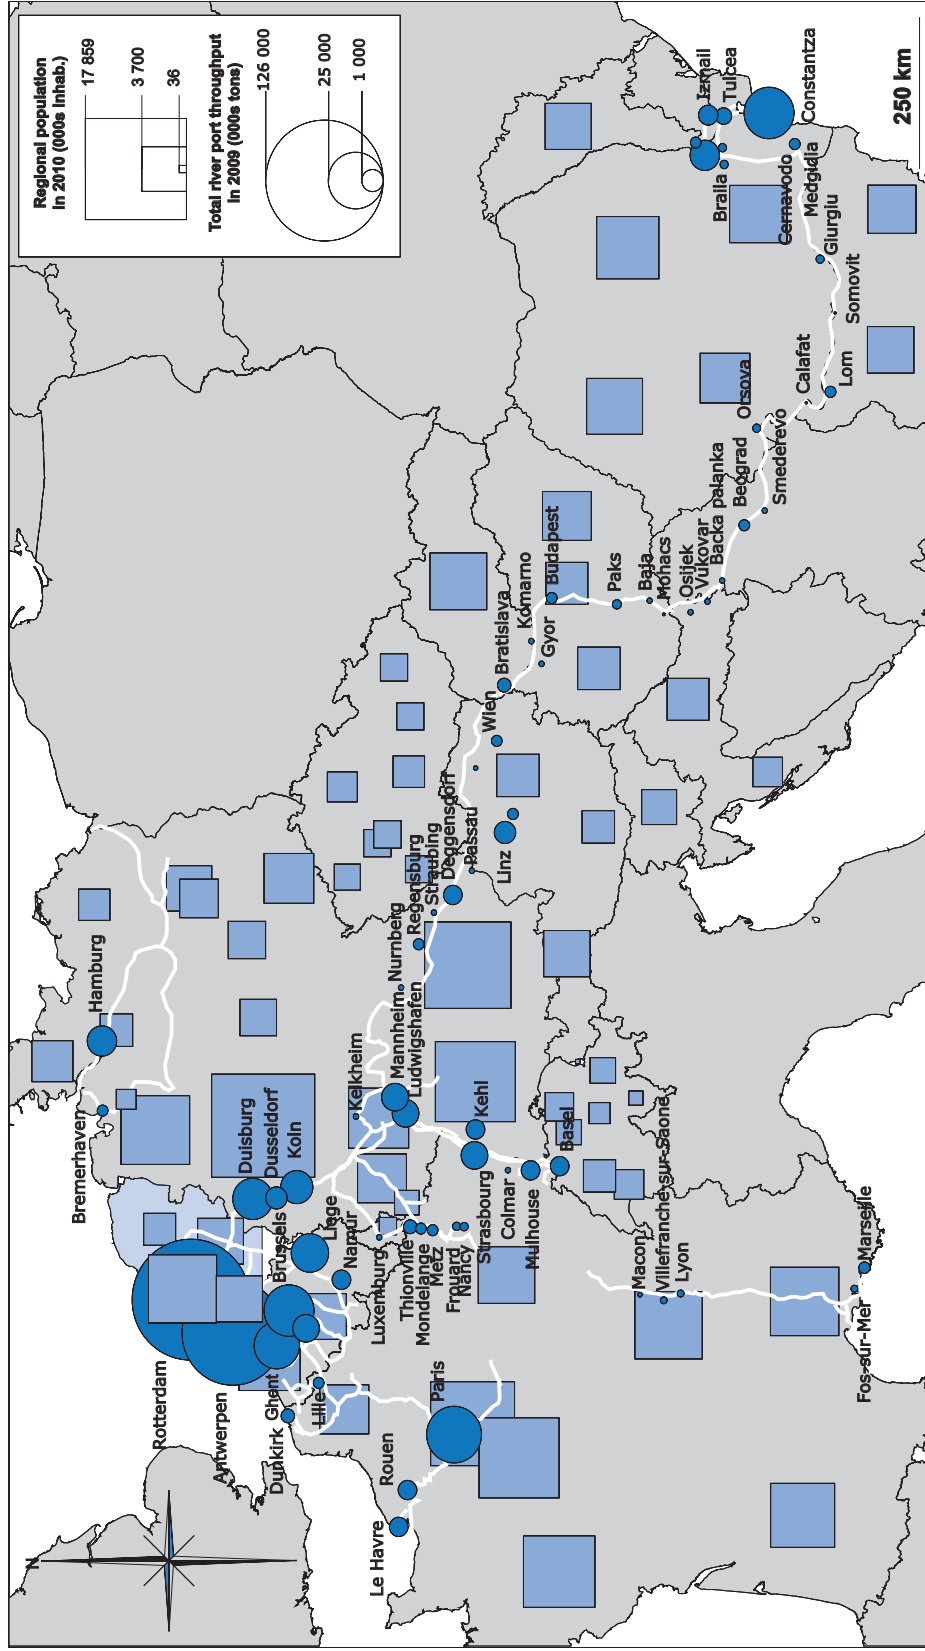 Regional population
In 2010 (000s Inhab.)
17 859
3 700
36
Total river port throughput
In 2009 (000s tons)
126 000
25 000
1 000
N
250 km
Hamburg
Bremerhaven
Rotterdam
Antwerpen
Ghent
Dunkirk
Lille
Brussels
Duisburg
Dusseldorf
Koln
Liege
Namur
Le Havre
Rouen
Paris
Luxemburg
Thionville
Mondelange
Metz
Frouard
Nancy
Strasbourg
Colmar
Mulhouse
Kehl
Basel
Kelkheim
Mannheim
Ludwigshafen
Nurnberg
Regensburg
Straubing
Deggensdorf
Passau
Linz
Wien
Bratislava
Komarno
Gyor
Budapest
Paks
Baja
Mohacs
Osijek
Vukovar
Backa palanka
Beograd
Smederevo
Orsova
Calafat
Lom
Somovit
Giurgiu
Cernavodo
Medgidia
Constantza
Braila
Izmail
Tulcea
Macon
Villefranche-sur-Saone
Lyon
Fos-sur-Mer
Marseille